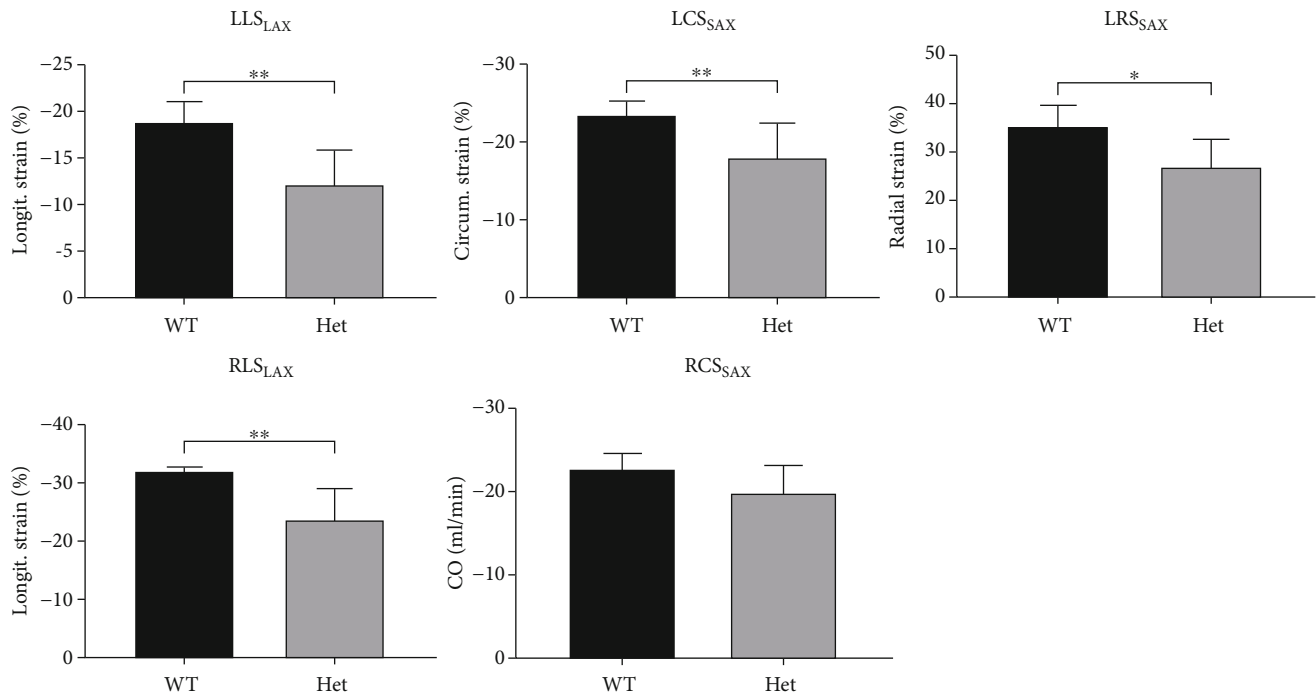 LLS_LAX
Longit. strain (%)
−25
−20
−15
−10
-5
0
**
WT Het
LCS_SAX
Circum. strain (%)
−30
−20
−10
0
**
WT Het
LRS_SAX
Radial strain (%)
50
40
30
20
10
0
*
WT Het
RLS_LAX
Longit. strain (%)
−40
−30
−20
−10
0
**
WT Het
RCS_SAX
CO (ml/min)
−30
−20
−10
0
WT Het